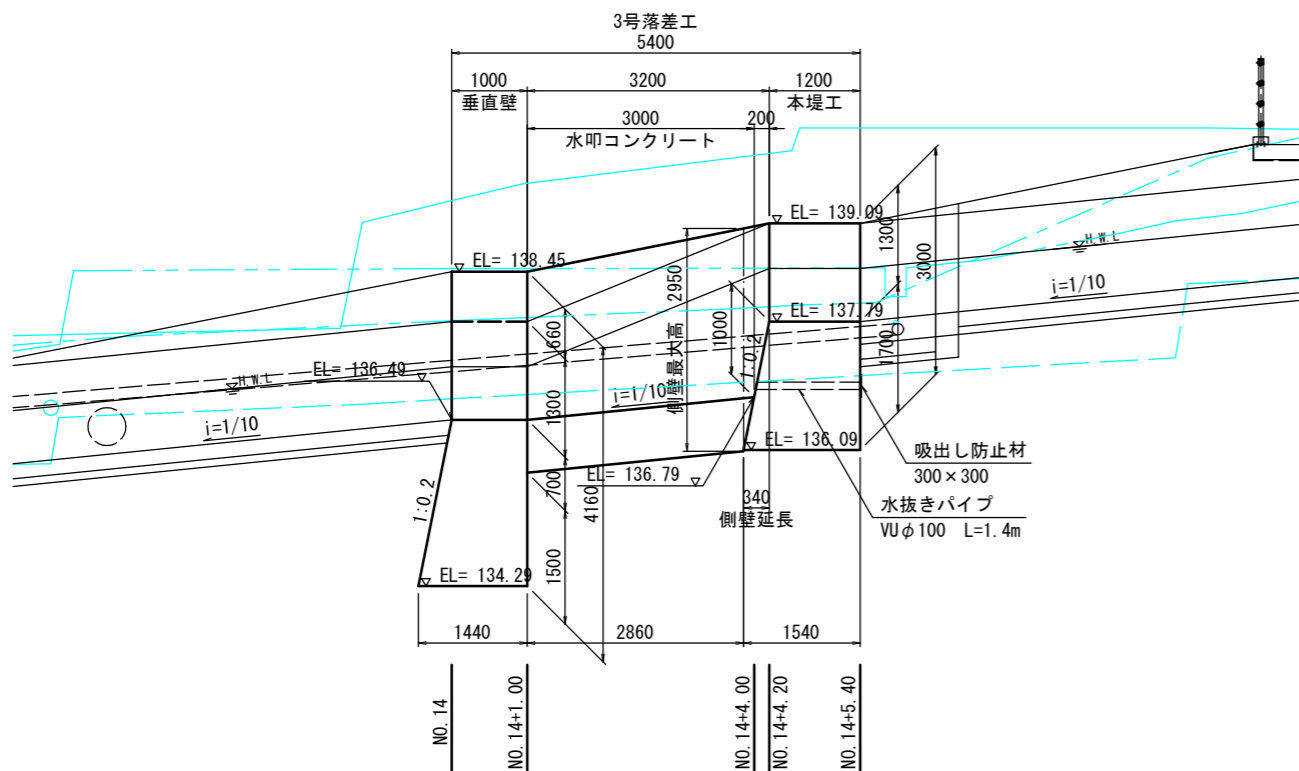 3号落差工
5400
1000
3200
1200
垂直壁
本堤工
3000
200
水叩コンクリート
EL= 139.09
1300
3000
H.W.L
EL= 138.45
2950
i=1/10
EL= 137.79
660
1000
1:0.2
1700
EL= 136.49
H.W.L
側壁最大高
i=1/10
1300
i=1/10
EL= 136.09
吸出し防止材
300×300
EL= 136.79
700
4160
340
側壁延長
水抜きパイプ
VUφ100 L=1.4m
1:0.2
1500
EL= 134.29
1440
2860
1540
NO.14
NO.14+1.00
NO.14+4.00
NO.14+4.20
NO.14+5.40